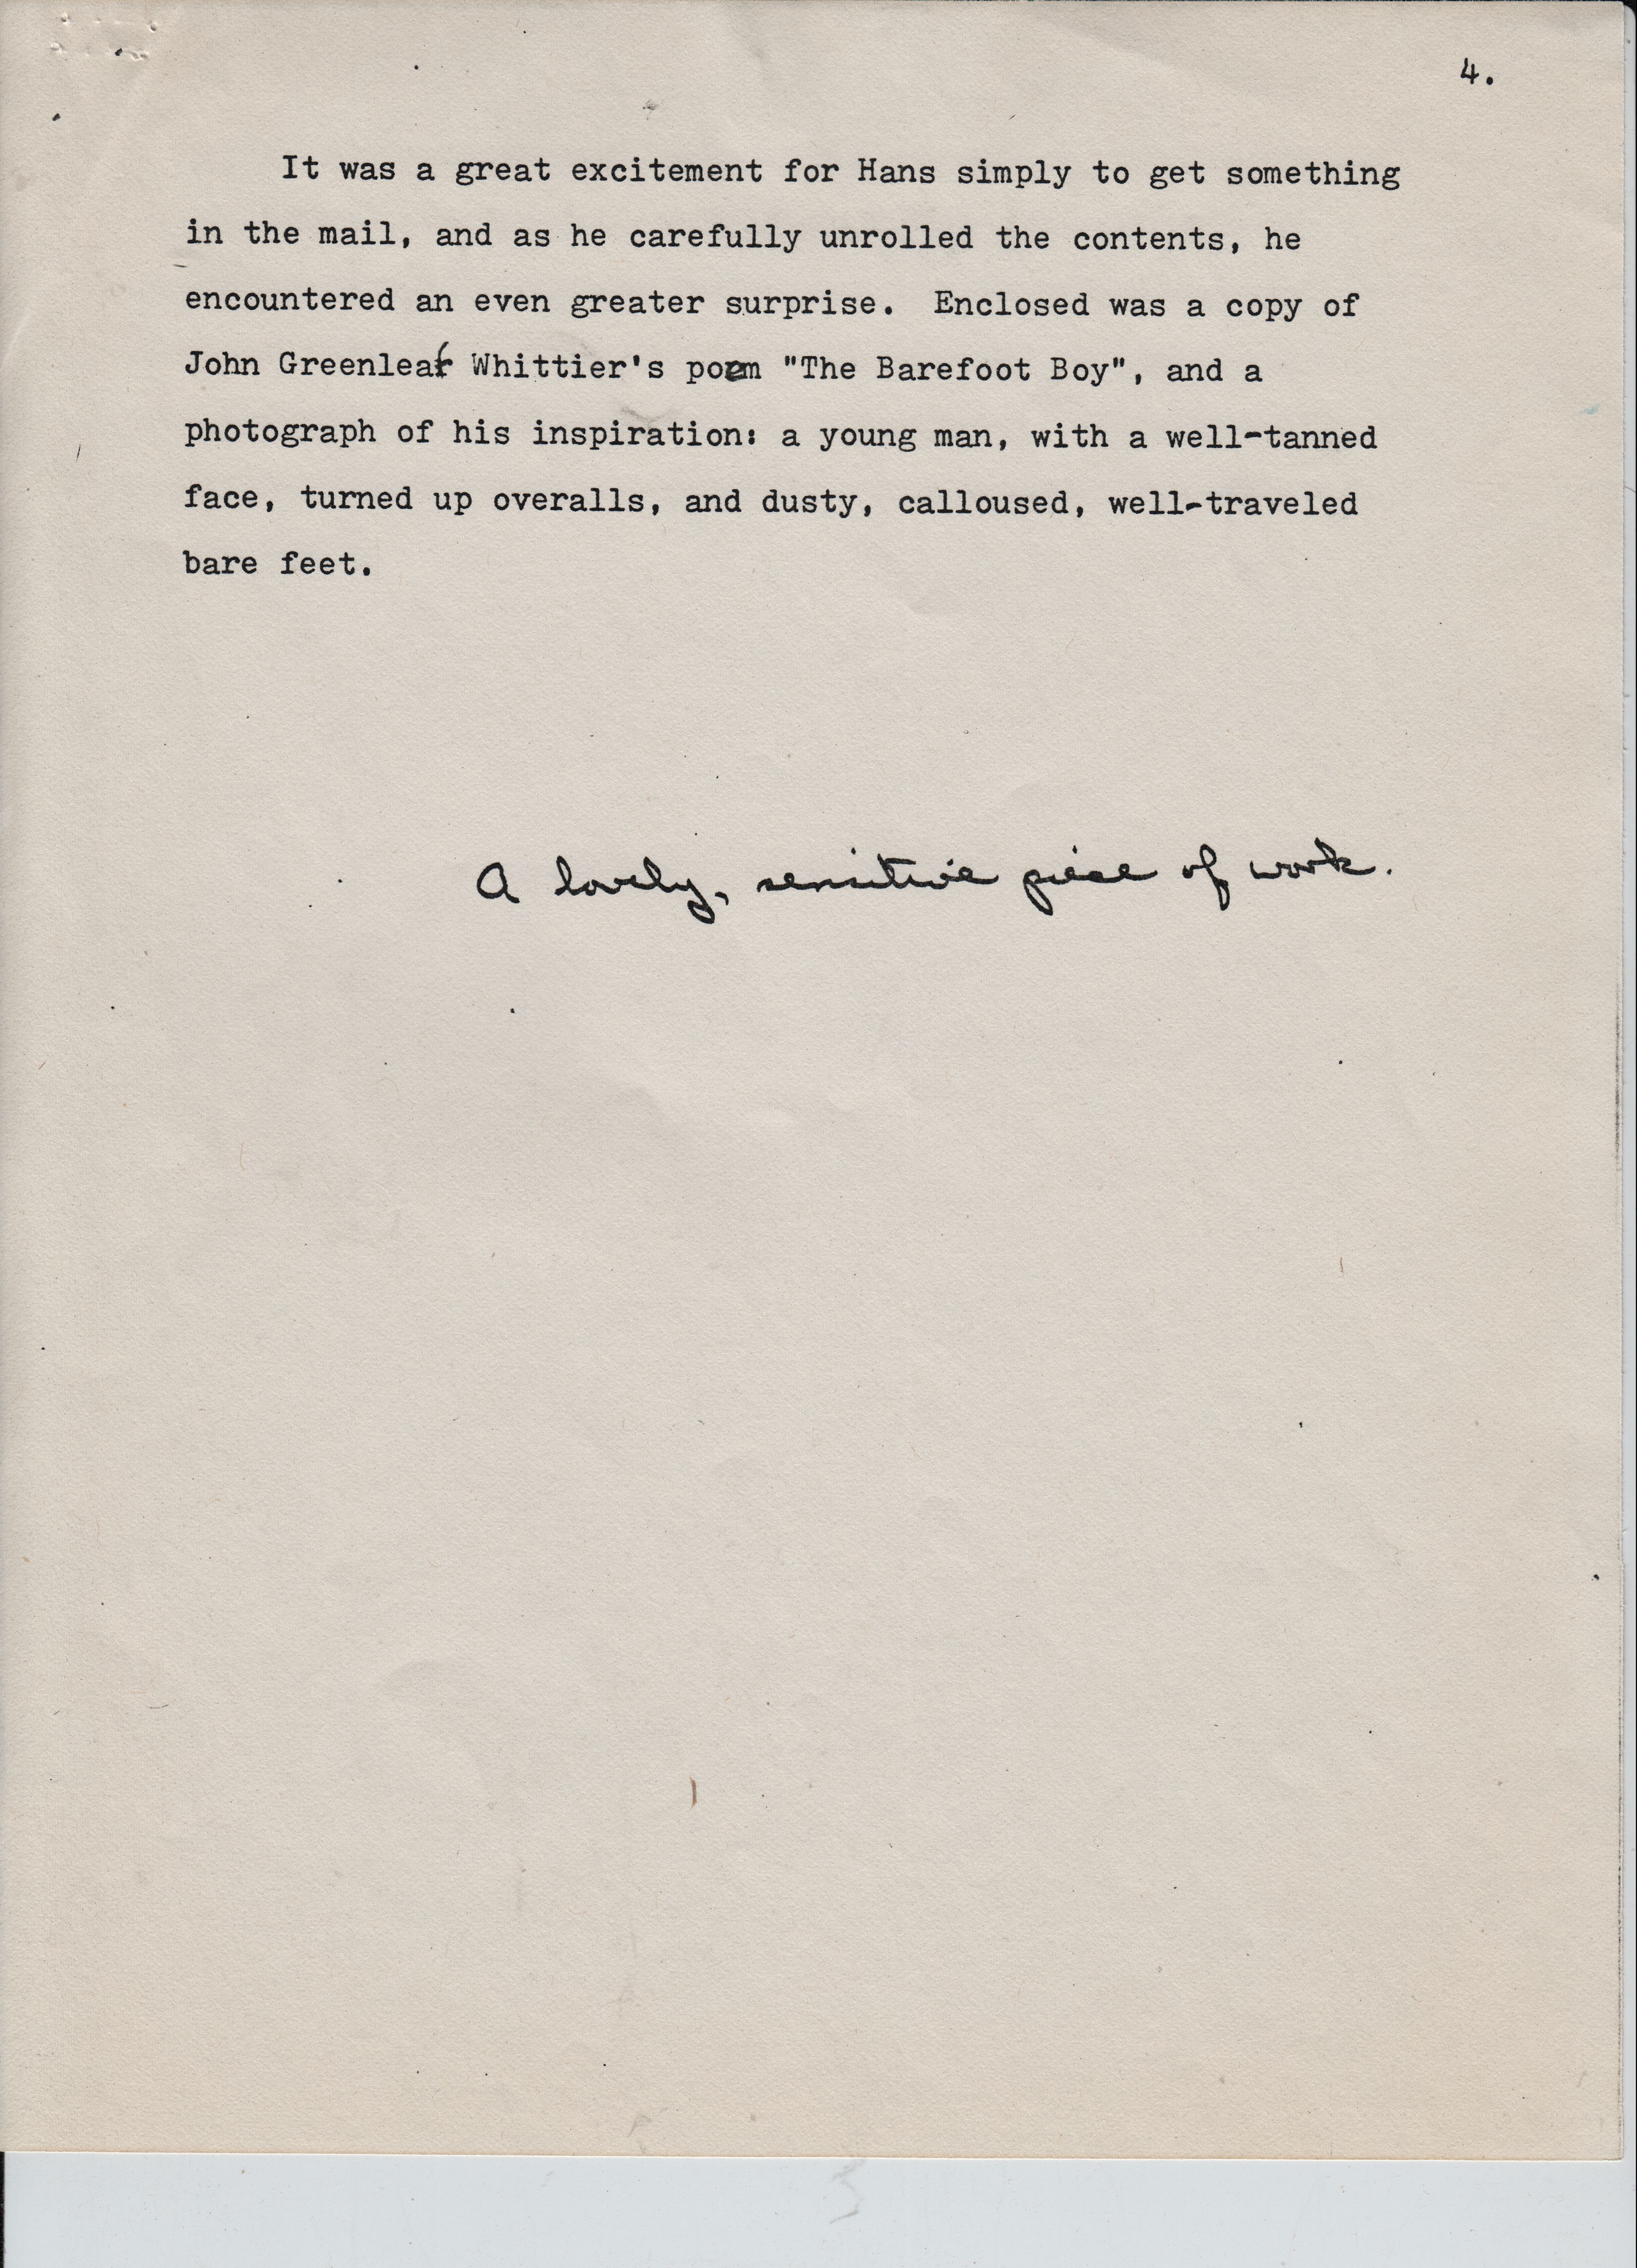 4.
It was a great excitement for Hans simply to get something
in the mail, and as he carefully unrolled the contents, he
encountered an even greater surprise.  Enclosed was a copy of
John Greenleaf Whittier's poem "The Barefoot Boy", and a
photograph of his inspiration: a young man, with a well-tanned
face, turned up overalls, and dusty, calloused, well-traveled
bare feet.
A lovely, sensitive piece of work.